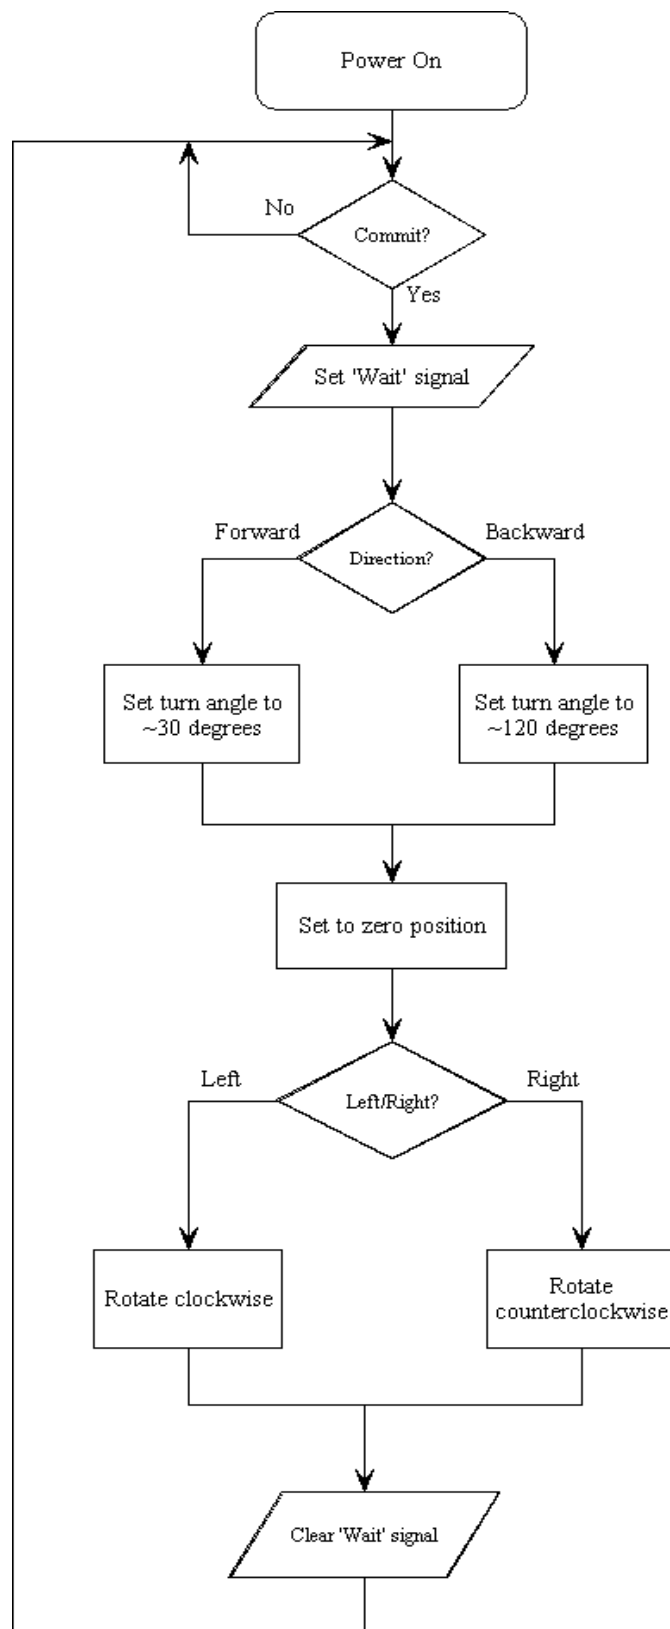 Power On
No
Commit?
Yes
Set 'Wait' signal
Forward
Backward
Direction?
Set turn angle to
~30 degrees
Set turn angle to
~120 degrees
Set to zero position
Left
Right
Left/Right?
Rotate clockwise
Rotate
counterclockwise
Clear 'Wait' signal